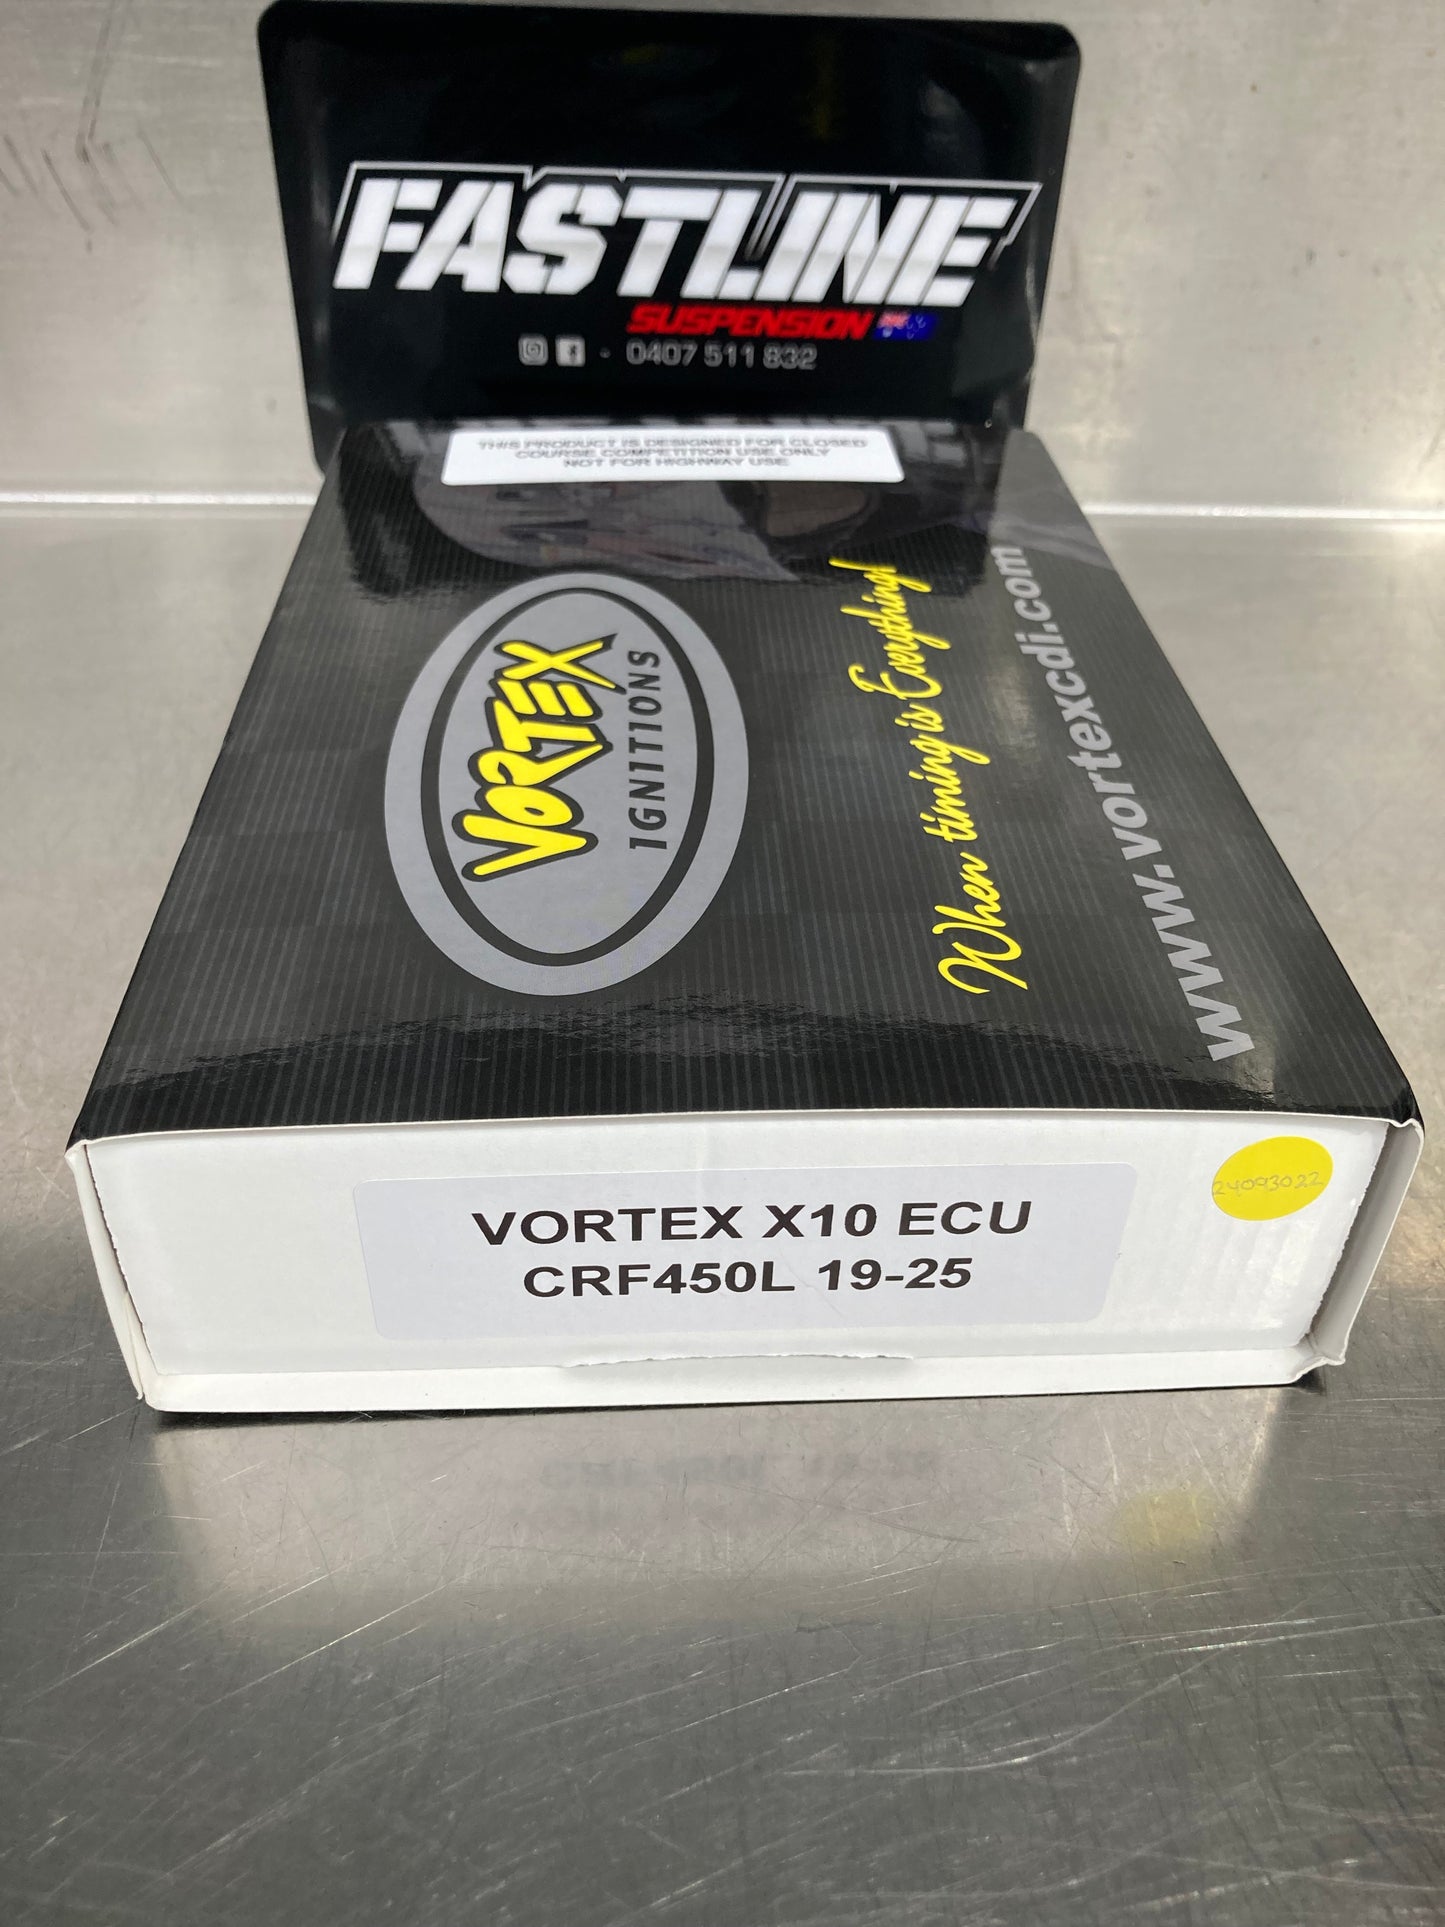 FASTLINE
SUSPENSION
- 0407 511 832
THIS PRODUCT IS DESIGNED FOR CLOSED
COURSE COMPETITION USE ONLY
NOT FOR HIGHWAY USE
VORTEX
IGNITIONS
When timing is Everything!
www.vortexcdi.com
24093022
VORTEX X10 ECU
CRF450L 19-25